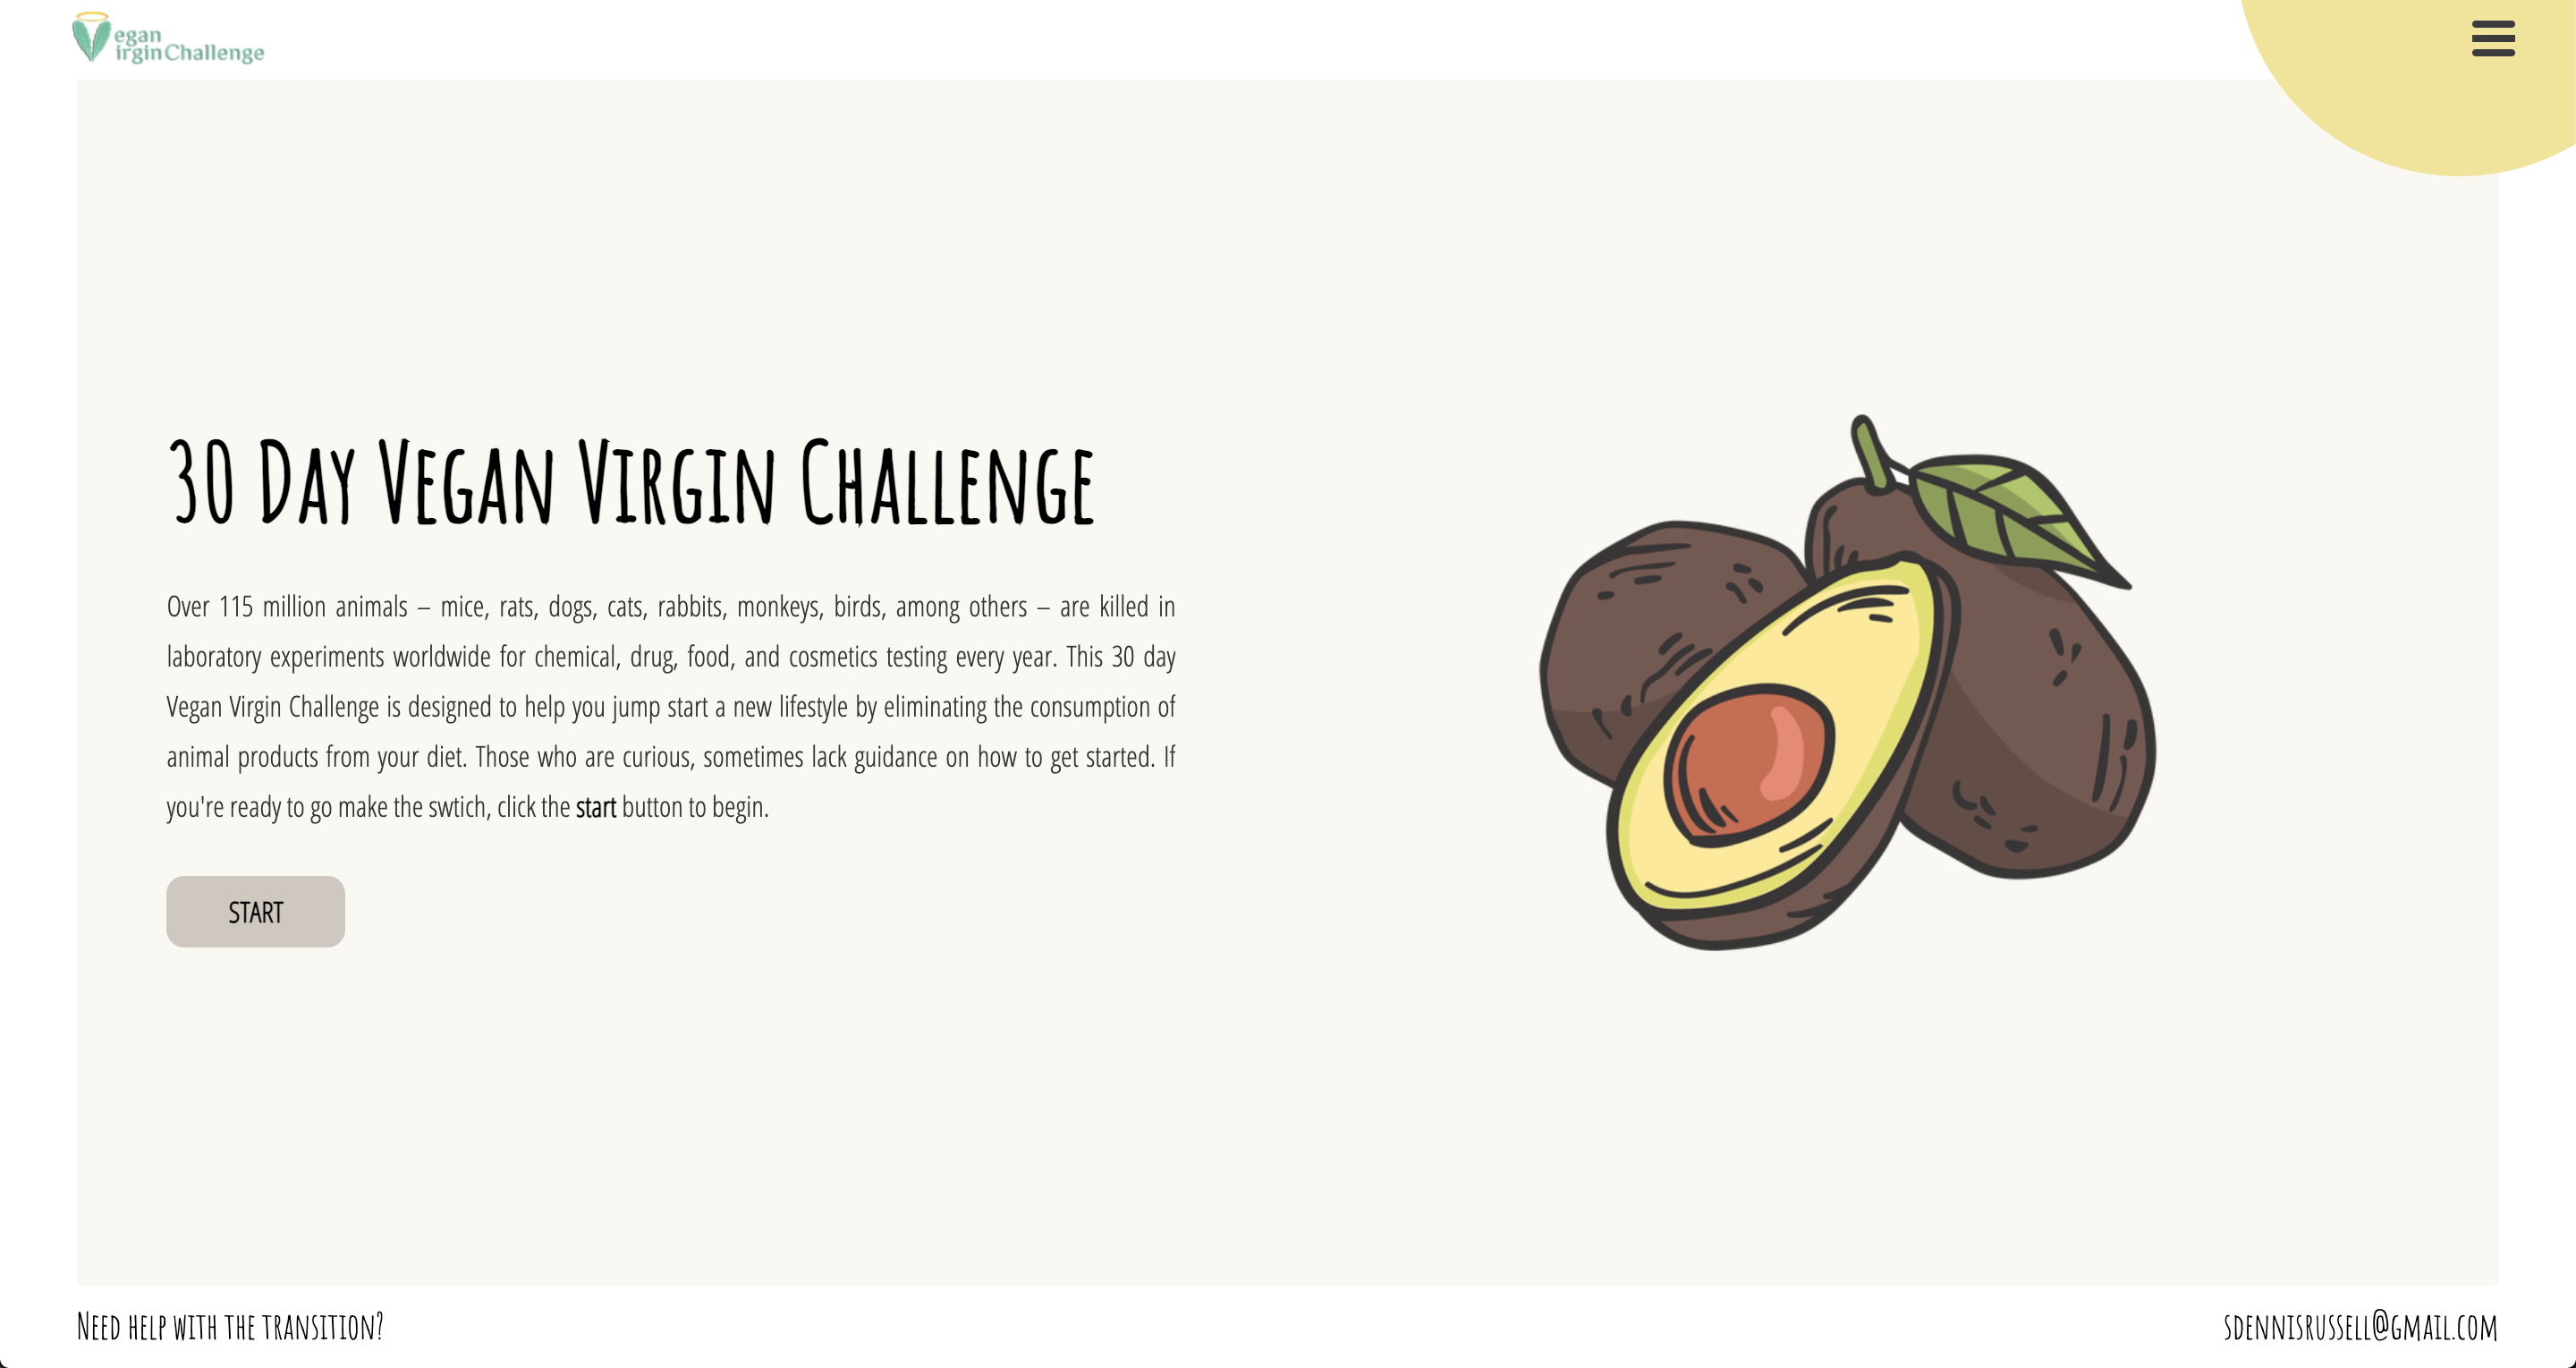 Vegan
Virgin Challenge
30 Day Vegan Virgin Challenge
Over 115 million animals – mice, rats, dogs, cats, rabbits, monkeys, birds, among others – are killed in
laboratory experiments worldwide for chemical, drug, food, and cosmetics testing every year. This 30 day
Vegan Virgin Challenge is designed to help you jump start a new lifestyle by eliminating the consumption of
animal products from your diet. Those who are curious, sometimes lack guidance on how to get started. If
you're ready to go make the swtich, click the start button to begin.
START
Need help with the transition?
sdennisrussell@gmail.com